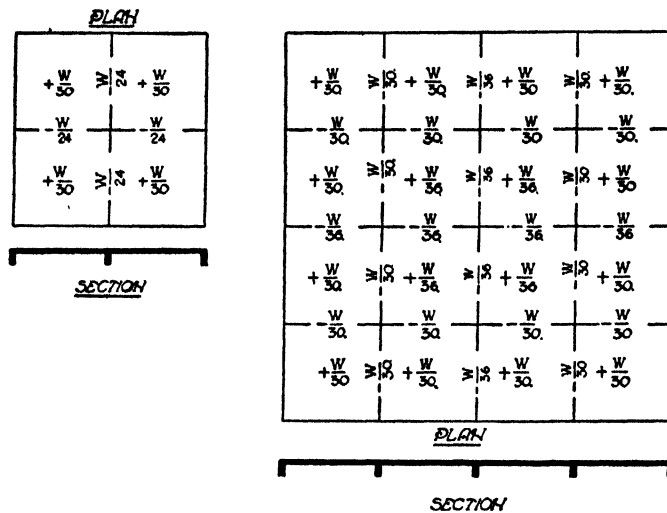 PLAN
+W/30 W/24 +W/30
-W/24 -W/24
+W/30 W/24 +W/30
SECTION
+W/30. W/30. +W/30. W/36 +W/30 W/30. +W/30.
-W/30. -W/30. -W/30 -W/30.
+W/30. W/30. +W/36. W/36 +W/36. W/30 +W/30
-W/36. -W/36. -W/36. -W/36
+W/30. W/30. +W/36. W/36 +W/36 W/30 +W/30.
-W/30. -W/30. -W/30. -W/30
+W/30 W/30. +W/30. W/36 +W/30. W/30 +W/30
PLAN
SECTION